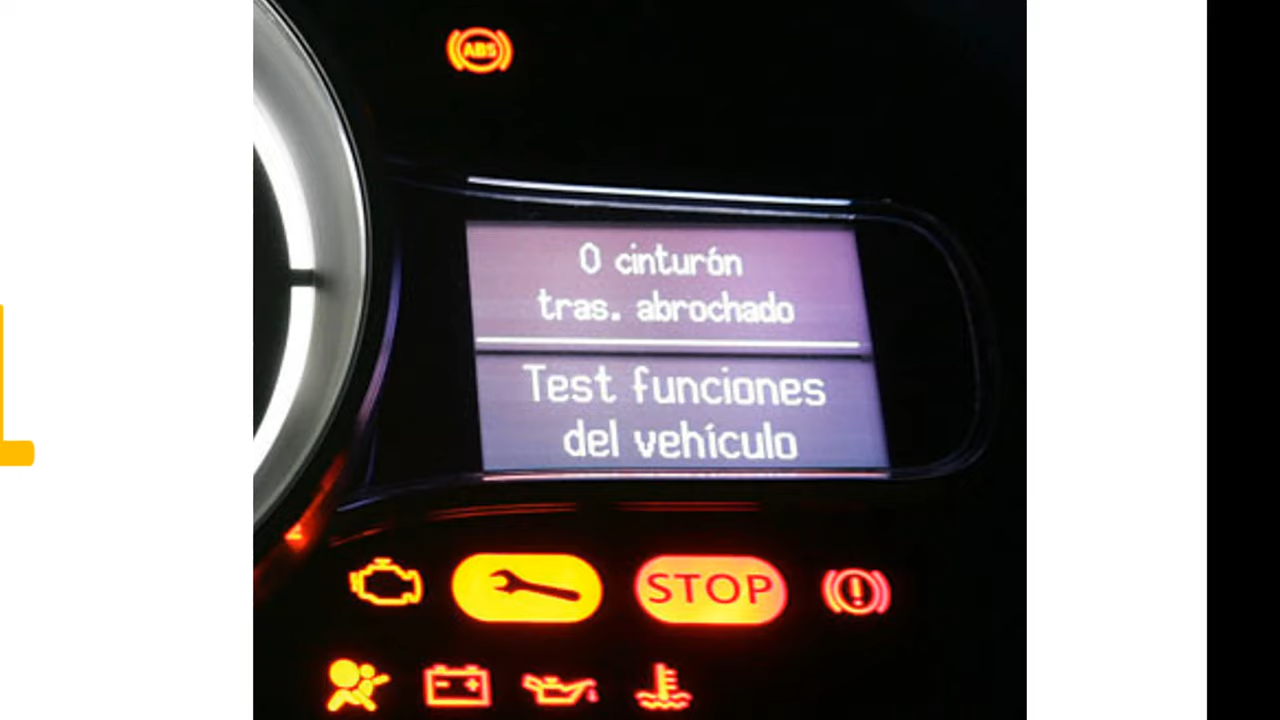 ABS
0 cinturón
tras. abrochado
Test funciones
del vehículo
STOP